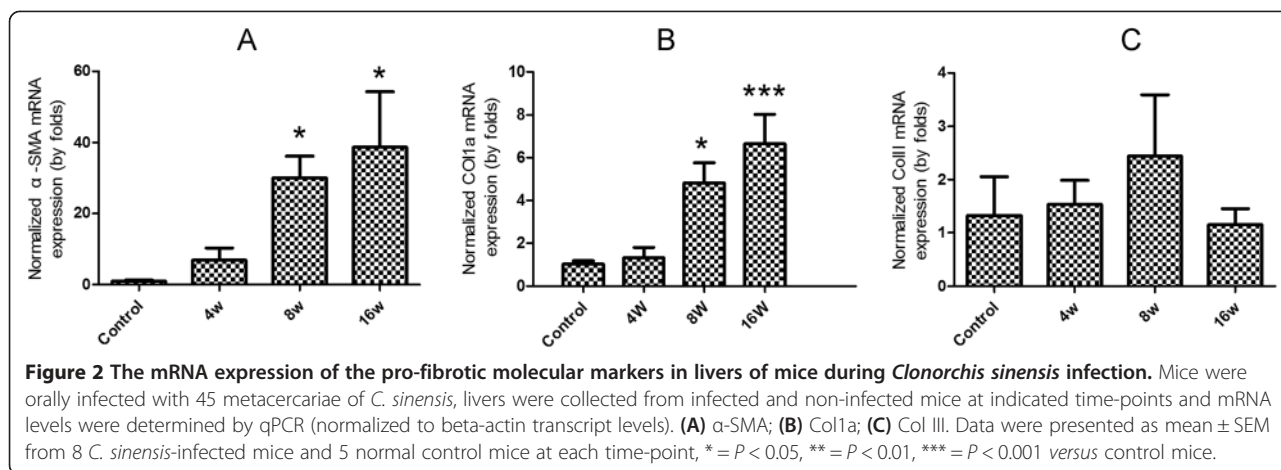 A
B
C
Normalized α -SMA mRNA
expression (by folds)
60
40
20
0
*
*
Control
4w
8w
16w
Normalized COl1a mRNA
expression (by folds)
10
8
6
4
2
0
*
***
Control
4W
8W
16W
Normalized ColII mRNA
expression (by folds)
4
3
2
1
0
Control
4w
8w
16w
Figure 2 The mRNA expression of the pro-fibrotic molecular markers in livers of mice during Clonorchis sinensis infection. Mice were
orally infected with 45 metacercariae of C. sinensis, livers were collected from infected and non-infected mice at indicated time-points and mRNA
levels were determined by qPCR (normalized to beta-actin transcript levels). (A) α-SMA; (B) Col1a; (C) Col III. Data were presented as mean ± SEM
from 8 C. sinensis-infected mice and 5 normal control mice at each time-point, * = P < 0.05, ** = P < 0.01, *** = P < 0.001 versus control mice.